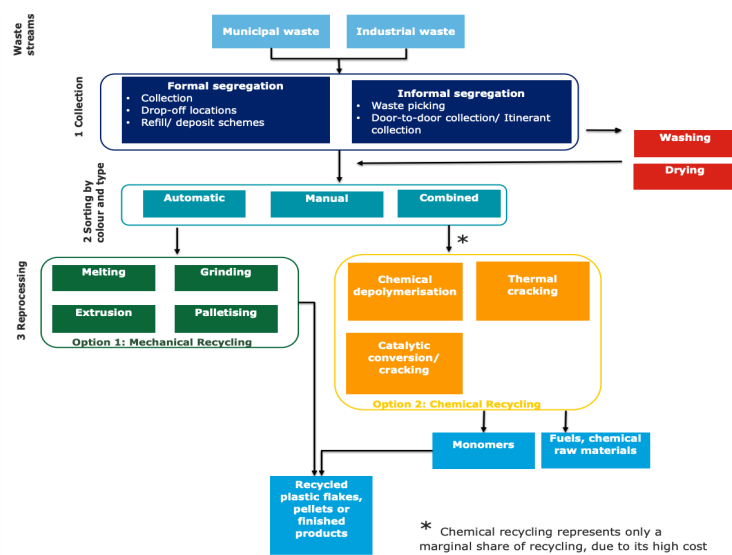 Waste
streams
Municipal waste
Industrial waste
1 Collection
Formal segregation
• Collection
• Drop-off locations
• Refill/ deposit schemes
Informal segregation
• Waste picking
• Door-to-door collection/ Itinerant
collection
Washing
Drying
2 Sorting by
colour and type
Automatic
Manual
Combined
*
3 Reprocessing
Melting
Grinding
Extrusion
Palletising
Option 1: Mechanical Recycling
Chemical
depolymerisation
Thermal
cracking
Catalytic
conversion/
cracking
Option 2: Chemical Recycling
Monomers
Fuels, chemical
raw materials
Recycled
plastic flakes,
pellets or
finished
products
* Chemical recycling represents only a
marginal share of recycling, due to its high cost